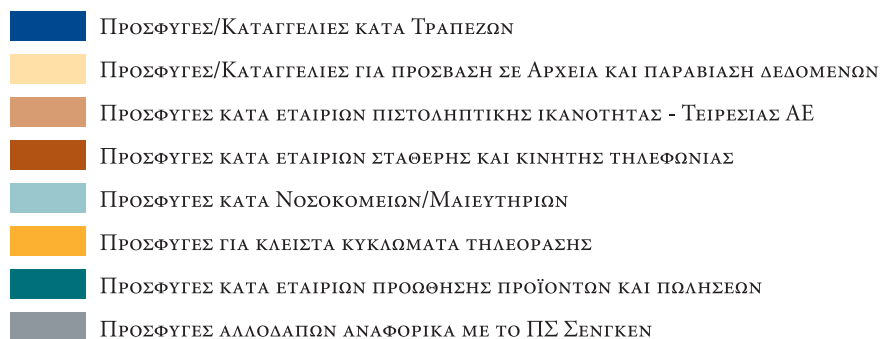 Προσφυγες/Καταγγελιες κατα Τραπεζων
Προσφυγες/Καταγγελιες για προσβαση σε Αρχεια και παραβιαση δεδομενων
Προσφυγες κατα εταιριων πιστοληπτικης ικανοτητας - Τειρεσιας ΑΕ
Προσφυγες κατα εταιριων σταθερης και κινητης τηλεφωνιας
Προσφυγες κατα Νοσοκομειων/Μαιευτηριων
Προσφυγες για κλειστα κυκλωματα τηλεορασης
Προσφυγες κατα εταιριων προωθησης προϊοντων και πωλησεων
Προσφυγες αλλοδαπων αναφορικα με το ΠΣ Σενγκεν